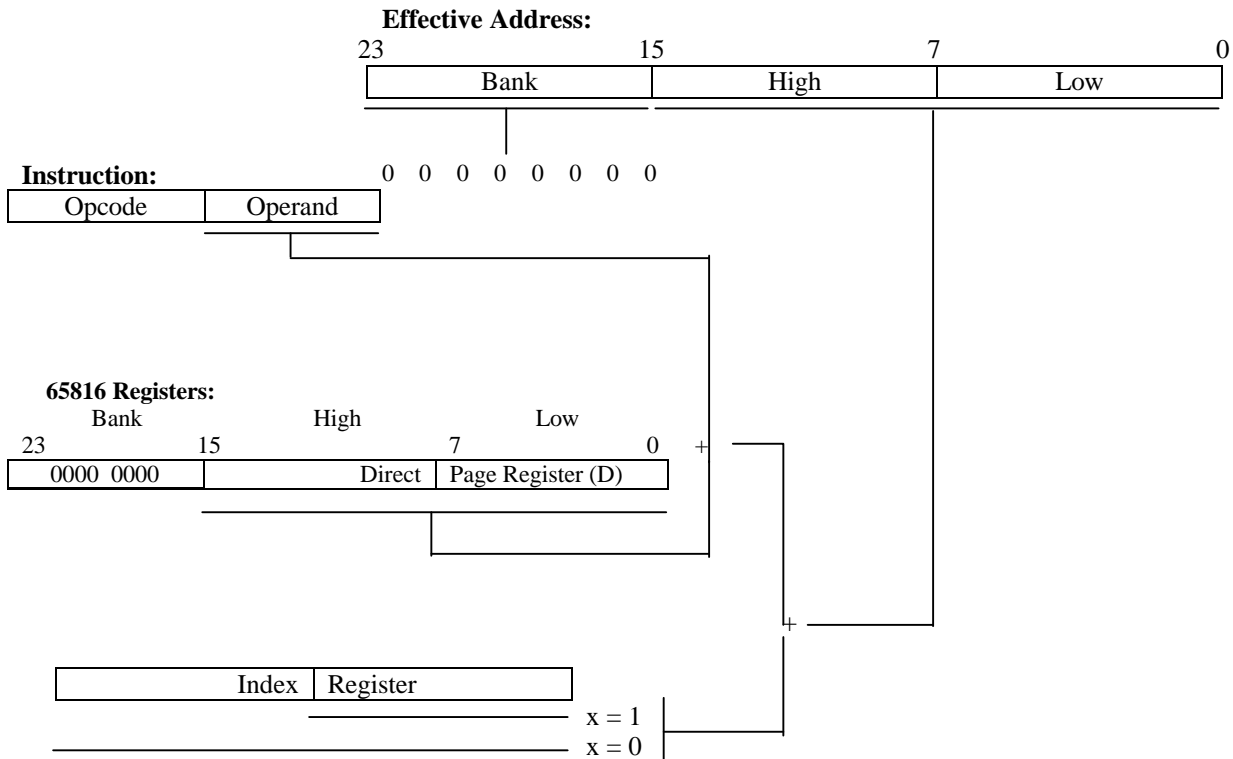 Effective Address:
23 15 7 0
Bank High Low
0 0 0 0 0 0 0 0
Instruction:
Opcode Operand
65816 Registers:
Bank High Low
23 15 7 0 +
0000 0000 Direct Page Register (D)
+
Index Register
x = 1
x = 0